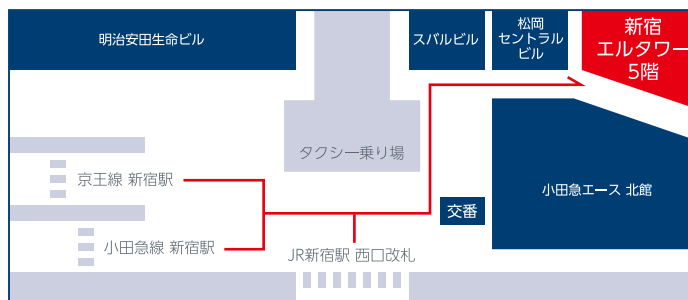 明治安田生命ビル
スバルビル
松岡
セントラル
ビル
新宿
エルタワー
5階
タクシー乗り場
京王線 新宿駅
小田急エース 北館
交番
小田急線 新宿駅
JR新宿駅 西口改札